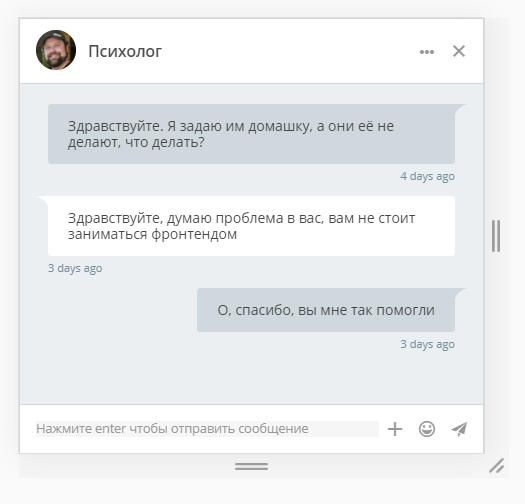 Психолог
Здравствуйте. Я задаю им домашку, а они её не
делают, что делать?
4 days ago
Здравствуйте, думаю проблема в вас, вам не стоит
заниматься фронтендом
3 days ago
О, спасибо, вы мне так помогли
3 days ago
Нажмите enter чтобы отправить сообщение